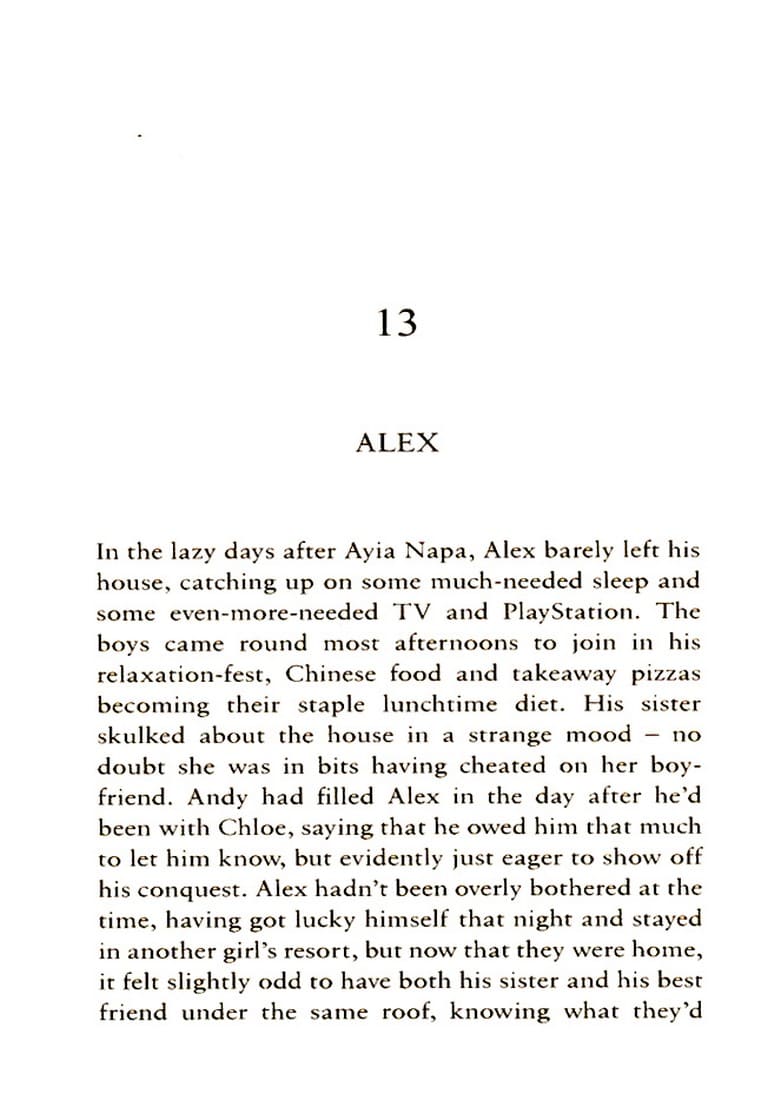 13
ALEX
In the lazy days after Ayia Napa, Alex barely left his
house, catching up on some much-needed sleep and
some even-more-needed TV and PlayStation. The
boys came round most afternoons to join in his
relaxation-fest, Chinese food and takeaway pizzas
becoming their staple lunchtime diet. His sister
skulked about the house in a strange mood – no
doubt she was in bits having cheated on her boy-
friend. Andy had filled Alex in the day after he'd
been with Chloe, saying that he owed him that much
to let him know, but evidently just eager to show off
his conquest. Alex hadn't been overly bothered at the
time, having got lucky himself that night and stayed
in another girl's resort, but now that they were home,
it felt slightly odd to have both his sister and his best
friend under the same roof, knowing what they'd